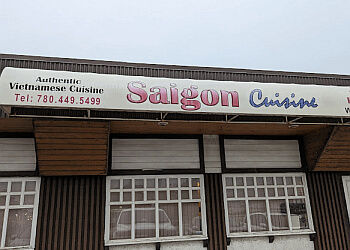 Authentic
Vietnamese Cuisine
Tel: 780.449.5499
Saigon Cuisine